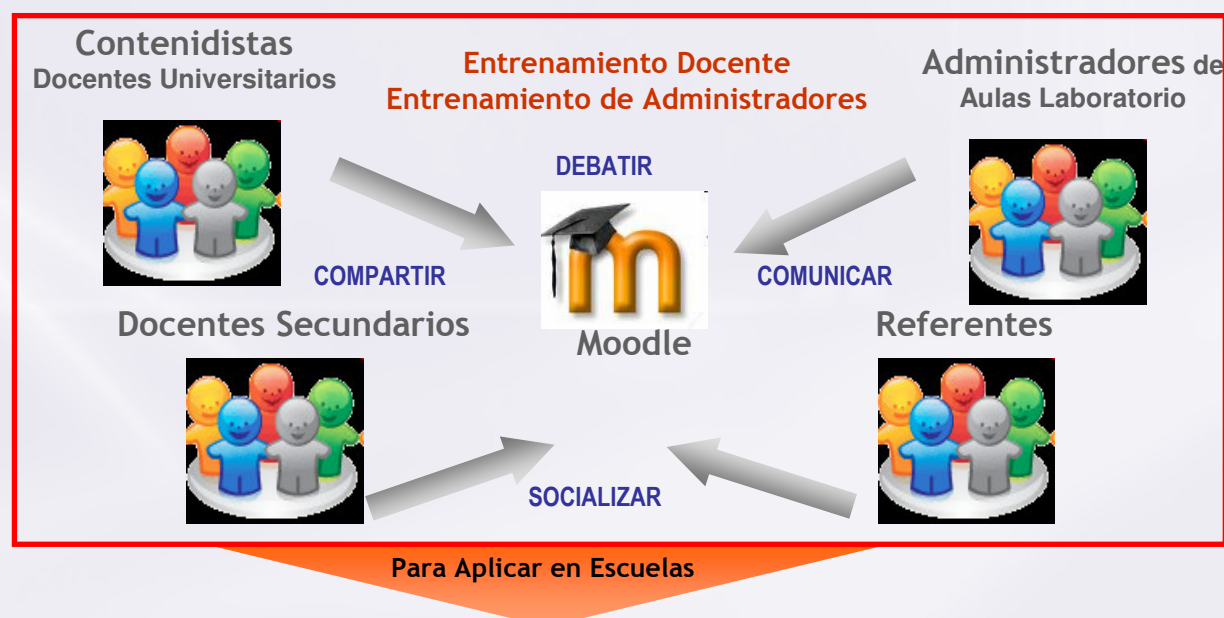 Contenidistas
Docentes Universitarios
Entrenamiento Docente
Entrenamiento de Administradores
Administradores de
Aulas Laboratorio
DEBATIR
COMPARTIR
COMUNICAR
m
Moodle
Docentes Secundarios
Referentes
SOCIALIZAR
Para Aplicar en Escuelas